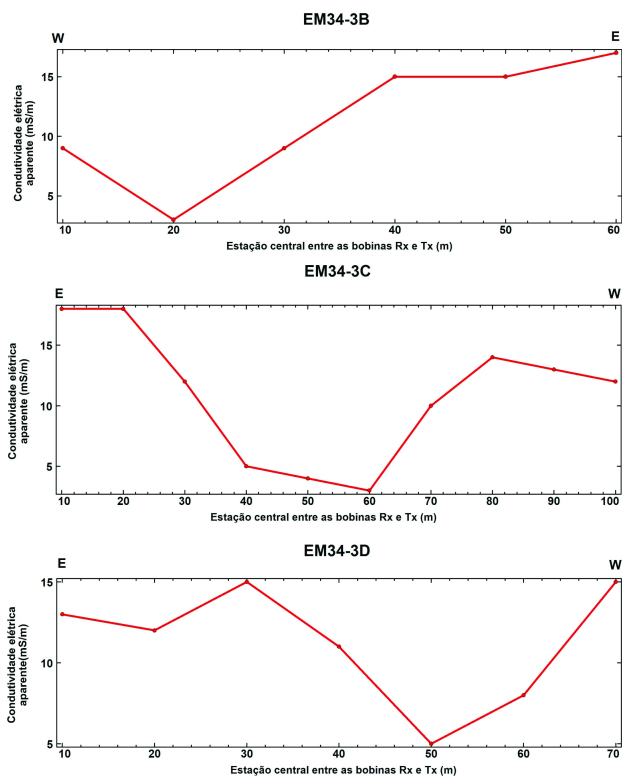 EM34-3B
W E
Condutividade elétrica
aparente (mS/m)
15
10
5
10 20 30 40 50 60
Estação central entre as bobinas Rx e Tx (m)
EM34-3C
E W
Condutividade elétrica
aparente (mS/m)
15
10
5
10 20 30 40 50 60 70 80 90 100
Estação central entre as bobinas Rx e Tx (m)
EM34-3D
E W
Condutividade elétrica
aparente(mS/m)
15
10
5
10 20 30 40 50 60 70
Estação central entre as bobinas Rx e Tx (m)